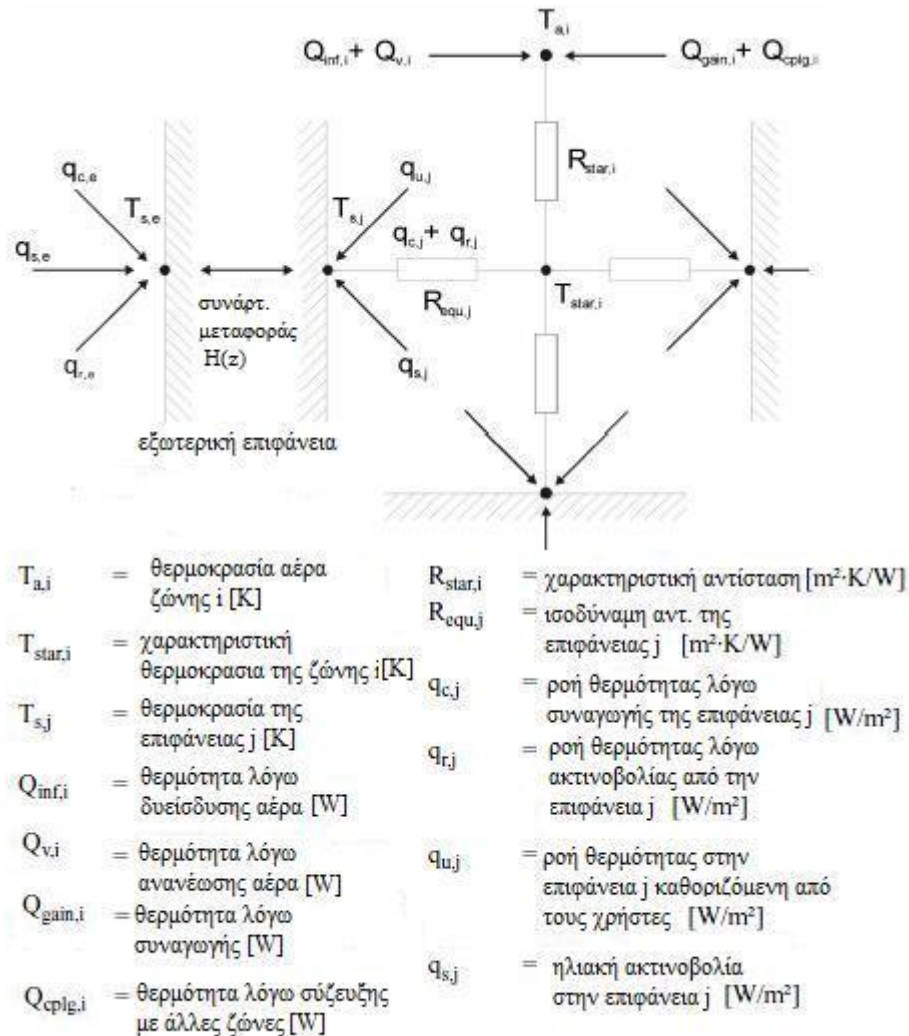 T a,i
Q inf,i + Q v,i
Q gain,i + Q cplg,i
R star,i
q c,e
T s,e
T s,j
q u,j
q s,e
q c,j + q r,j
συνάρτ.
μεταφοράς
H(z)
R equ,j
T star,i
q r,e
q s,j
εξωτερική επιφάνεια
T a,i = θερμοκρασία αέρα
ζώνης i [K]
T star,i = χαρακτηριστική
θερμοκρασια της ζώνης i[K]
T s,j = θερμοκρασία της
επιφάνειας j [K]
Q inf,i = θερμότητα λόγω
δυείσδυσης αέρα [W]
Q v,i = θερμότητα λόγω
ανανέωσης αέρα [W]
Q gain,i = θερμότητα λόγω
συναγωγής [W]
Q cplg,i = θερμότητα λόγω σύζευξης
με άλλες ζώνες [W]
R star,i = χαρακτηριστική αντίσταση [m²·K/W]
R equ,j = ισοδύναμη αντ. της
επιφάνειας j [m²·K/W]
q c,j = ροή θερμότητας λόγω
συναγωγής της επιφάνειας j [W/m²]
q r,j = ροή θερμότητας λόγω
ακτινοβολίας από την
επιφάνεια j [W/m²]
q u,j = ροή θερμότητας στην
επιφάνεια j καθοριζόμενη από
τους χρήστες [W/m²]
q s,j = ηλιακή ακτινοβολία
στην επιφάνεια j [W/m²]